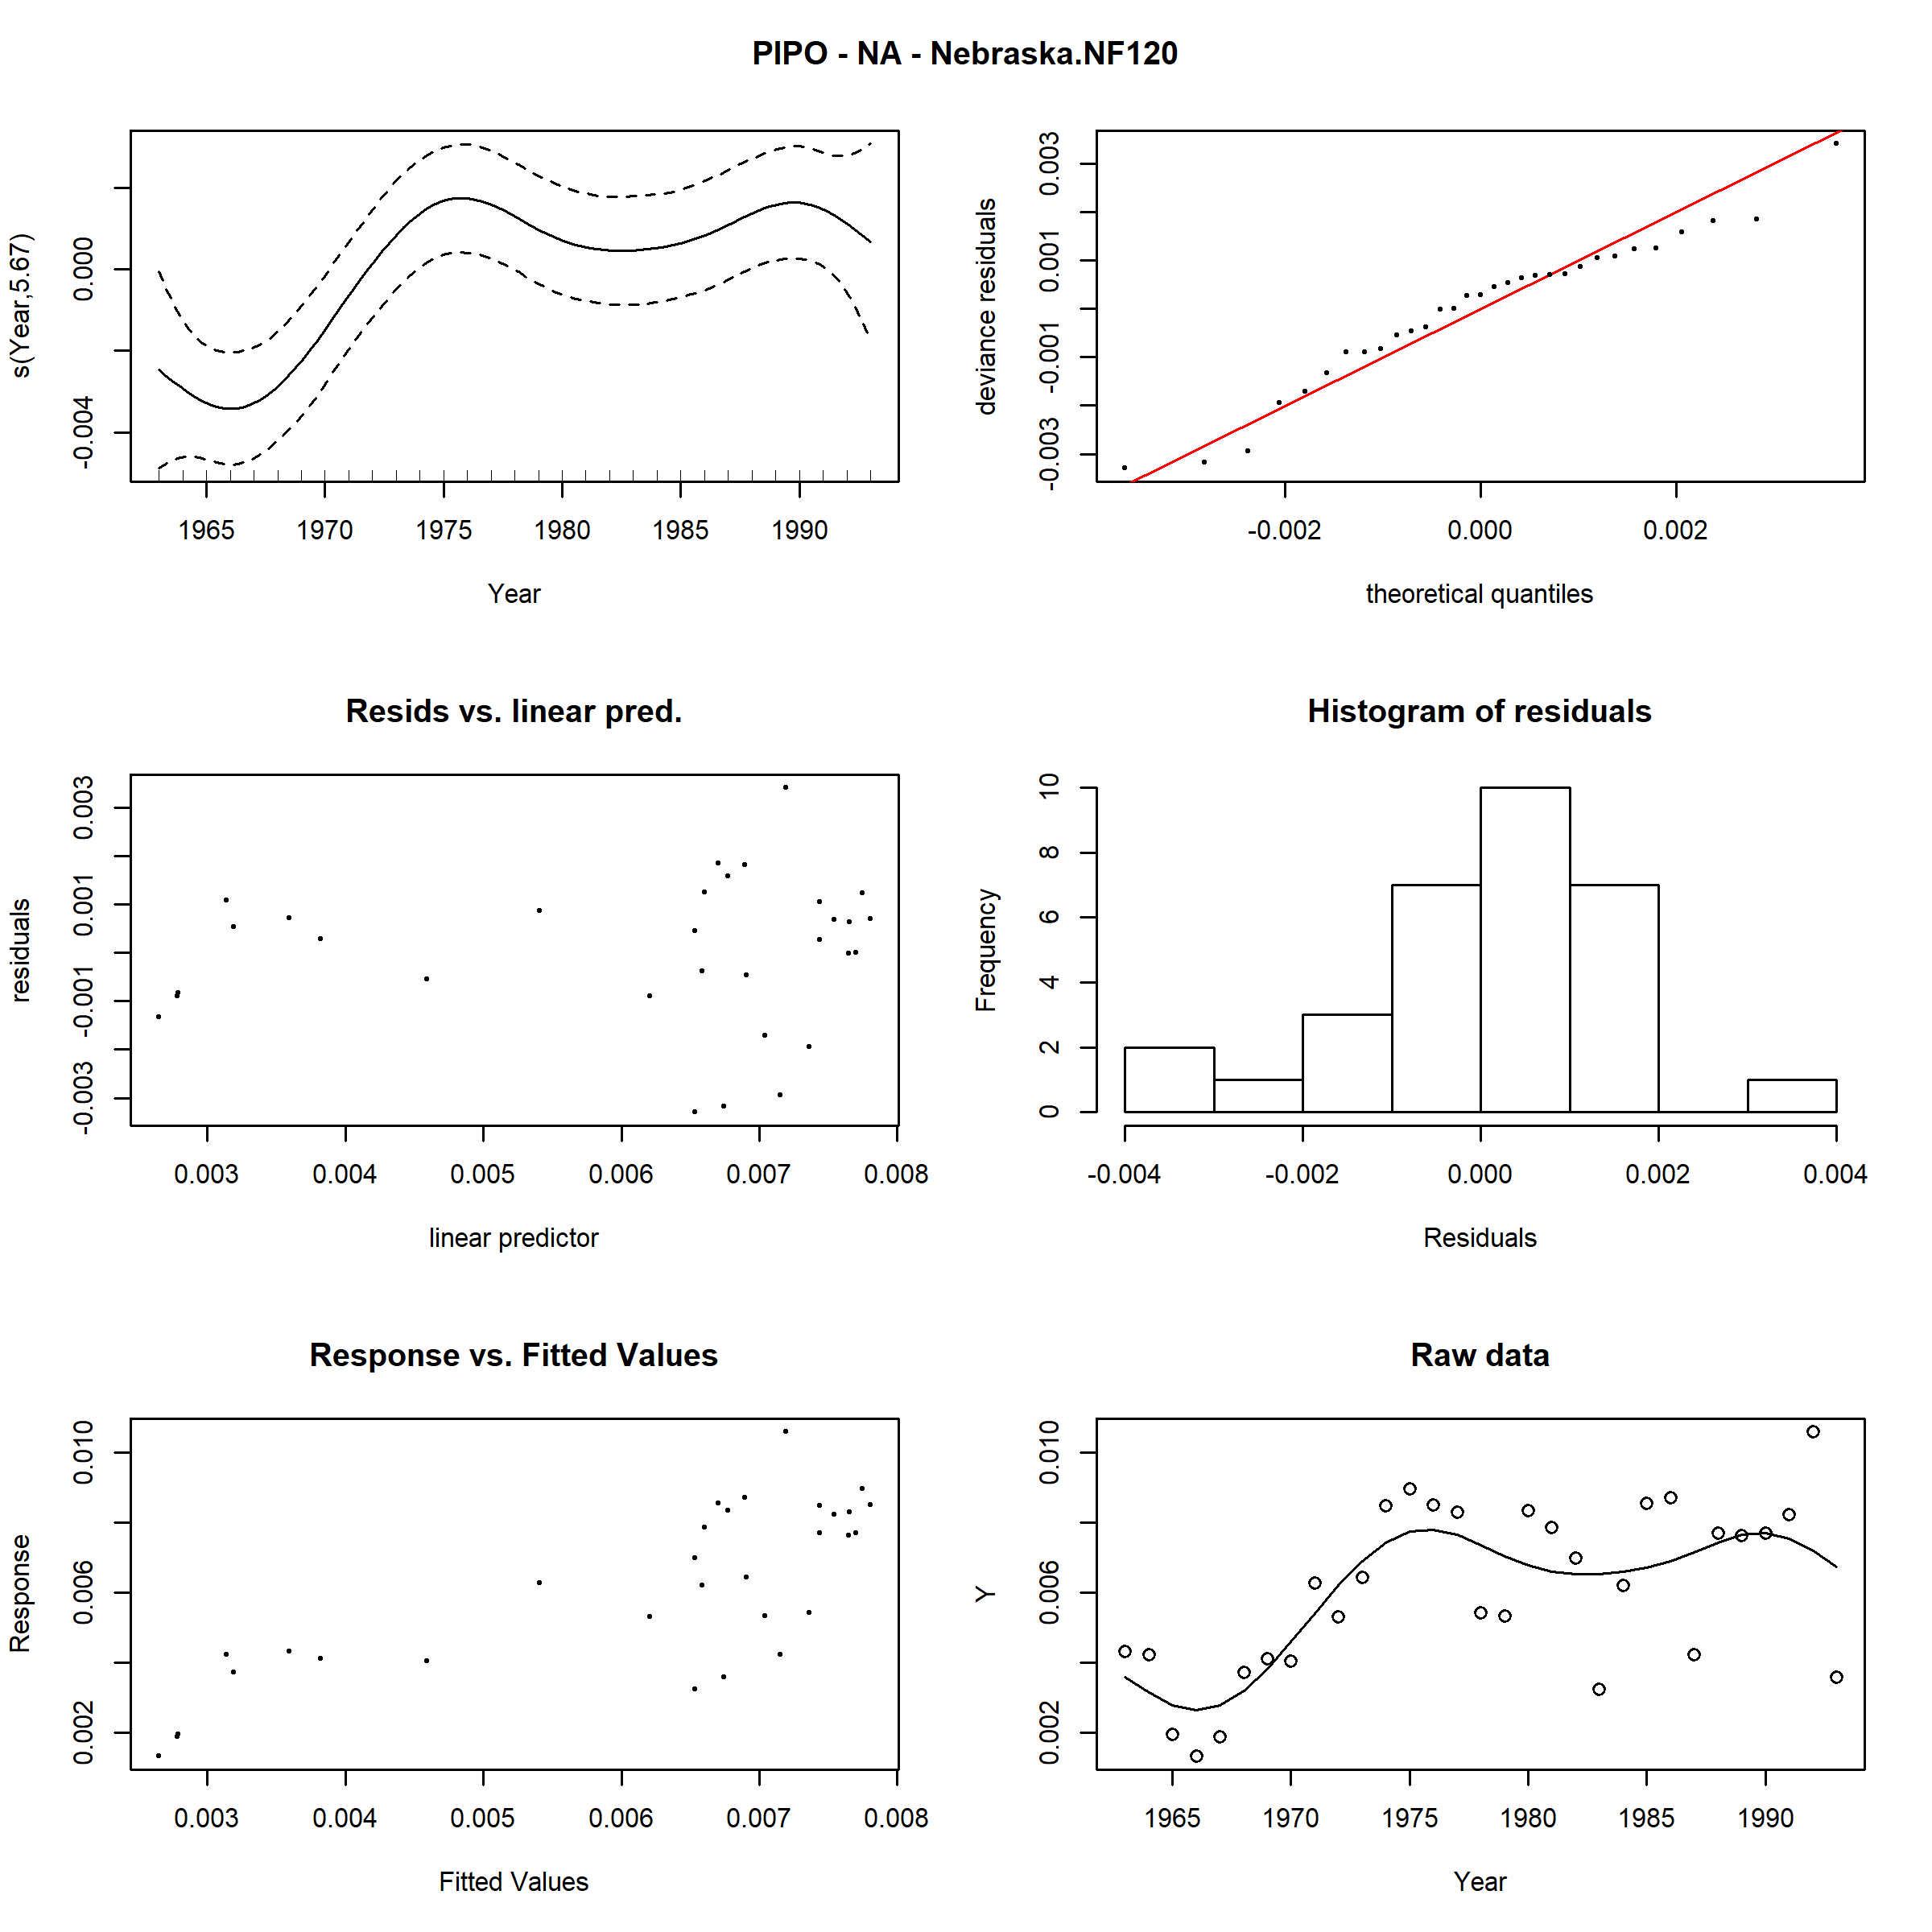 PIPO - NA - Nebraska.NF120
s(Year,5.67)
-0.004 0.000
1965 1970 1975 1980 1985 1990
Year
deviance residuals
-0.003 -0.001 0.001 0.003
-0.002 0.000 0.002
theoretical quantiles
Resids vs. linear pred.
residuals
-0.003 -0.001 0.001 0.003
0.003 0.004 0.005 0.006 0.007 0.008
linear predictor
Histogram of residuals
Frequency
0 2 4 6 8 10
-0.004 -0.002 0.000 0.002 0.004
Residuals
Response vs. Fitted Values
Response
0.002 0.006 0.010
0.003 0.004 0.005 0.006 0.007 0.008
Fitted Values
Raw data
Y
0.002 0.006 0.010
1965 1970 1975 1980 1985 1990
Year